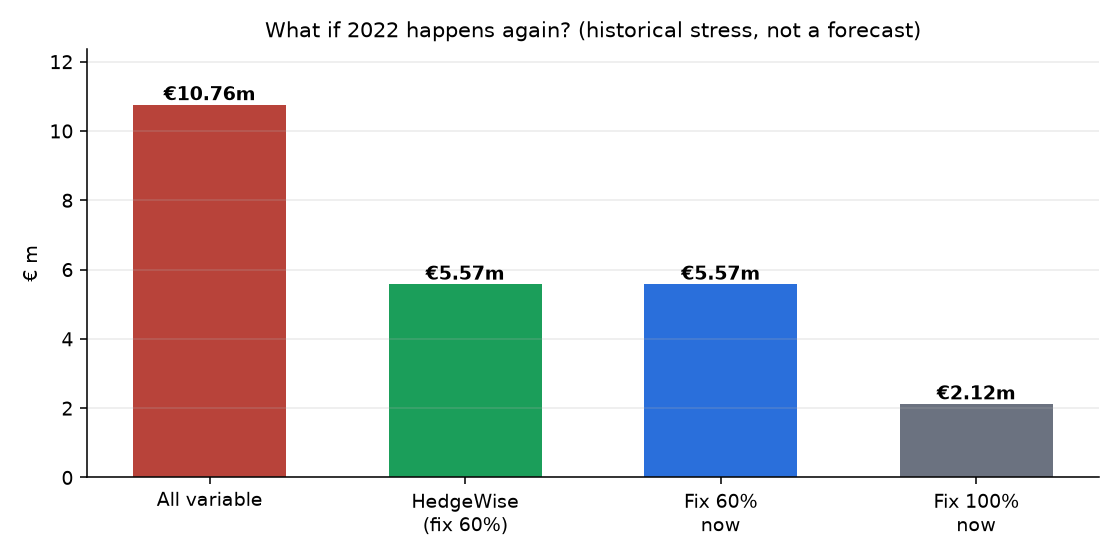 What if 2022 happens again? (historical stress, not a forecast)
€ m
12
10
8
6
4
2
0
€10.76m
€5.57m
€5.57m
€2.12m
All variable
HedgeWise
(fix 60%)
Fix 60%
now
Fix 100%
now